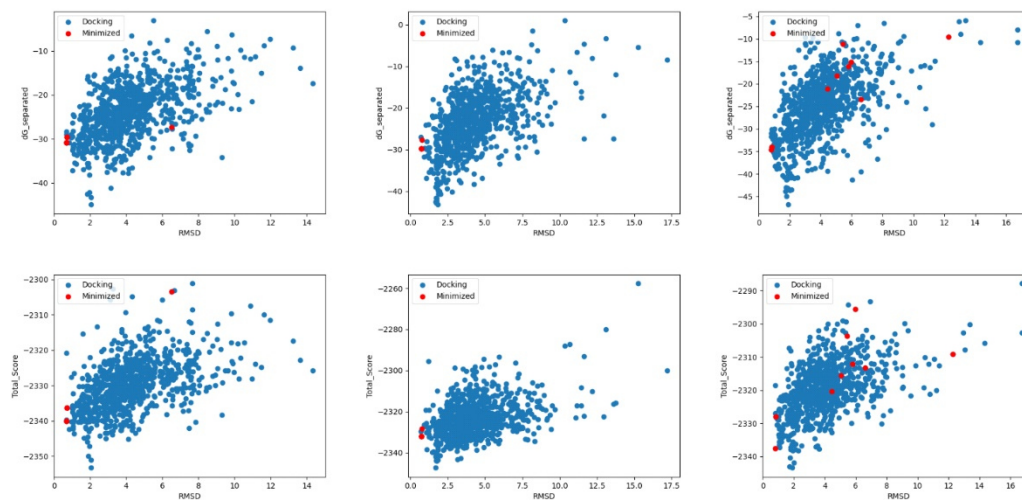 Docking
Minimized
−10
−20
−30
−40
dG_separated
0 2 4 6 8 10 12 14
RMSD
Docking
Minimized
0
−10
−20
−30
−40
dG_separated
0.0 2.5 5.0 7.5 10.0 12.5 15.0 17.5
RMSD
Docking
Minimized
−5
−10
−15
−20
−25
−30
−35
−40
−45
dG_separated
0 2 4 6 8 10 12 14 16
RMSD
Docking
Minimized
−2300
−2310
−2320
−2330
−2340
−2350
Total_Score
0 2 4 6 8 10 12 14
RMSD
Docking
Minimized
−2260
−2280
−2300
−2320
−2340
Total_Score
0.0 2.5 5.0 7.5 10.0 12.5 15.0 17.5
RMSD
Docking
Minimized
−2290
−2300
−2310
−2320
−2330
−2340
Total_Score
0 2 4 6 8 10 12 14 16
RMSD